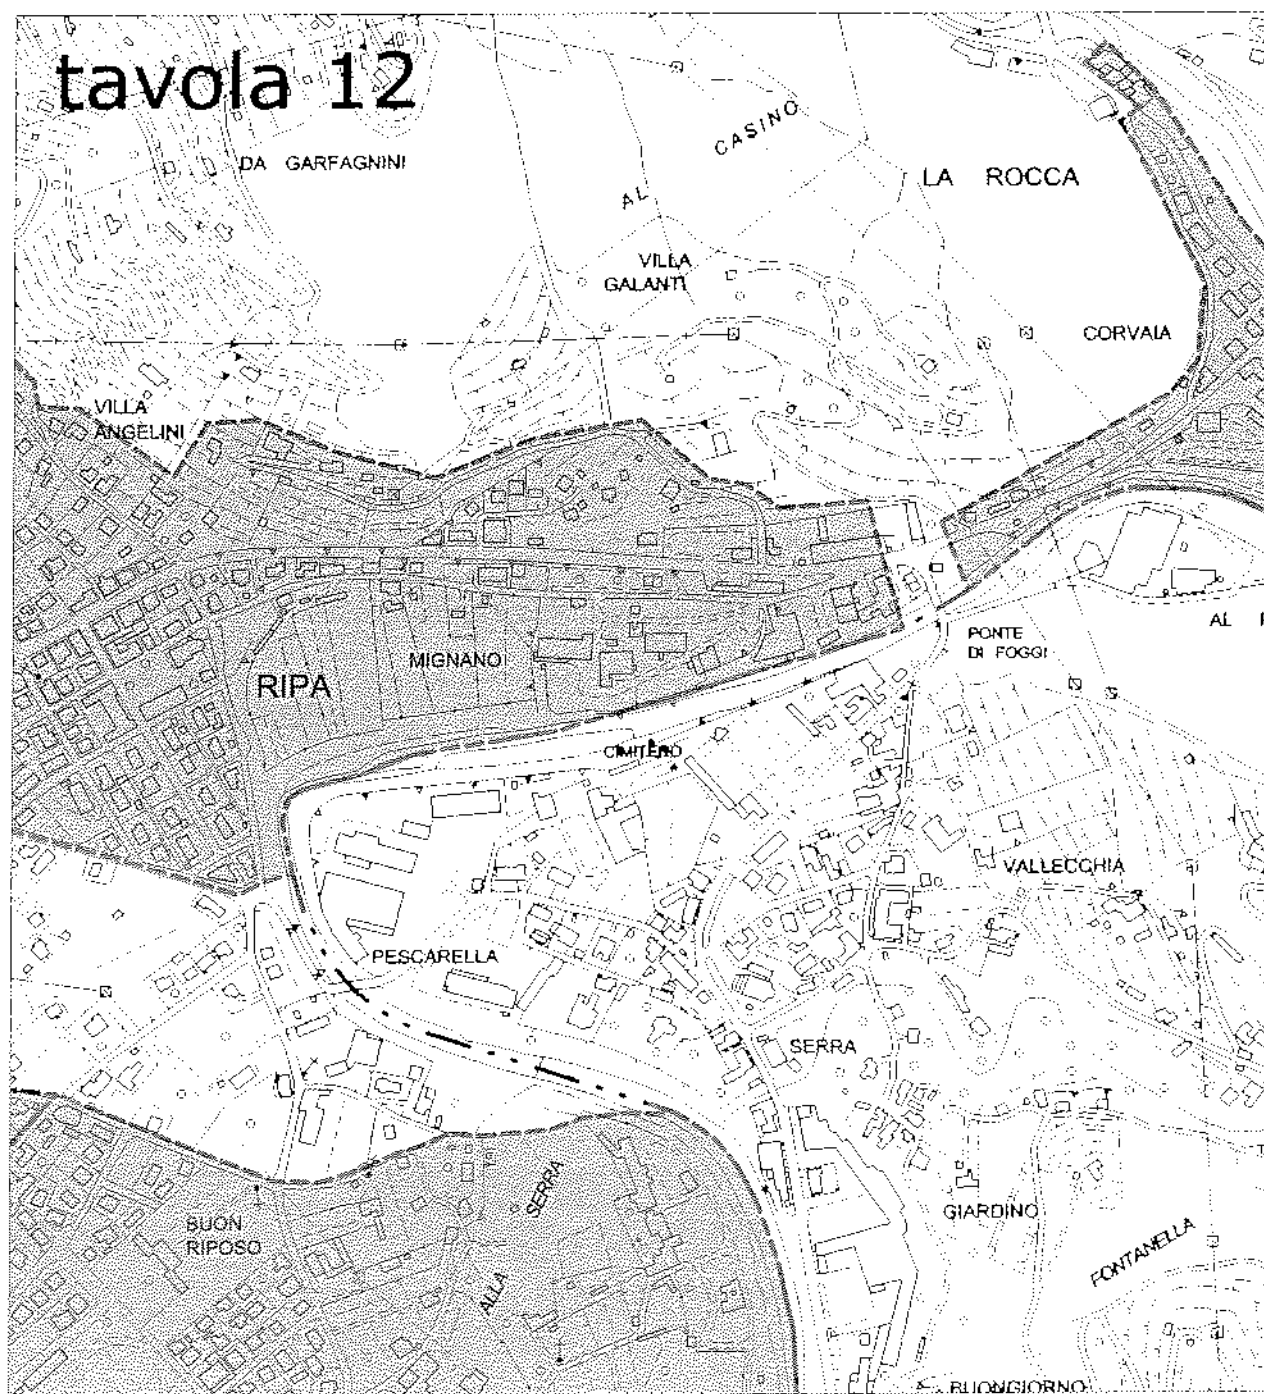 tavola 12
DA GARFAGNINI
AL CASINO
LA ROCCA
VILLA
GALANTI
CORVAIA
VILLA
ANGELINI
AL
PONTE
DI FOGGI
MIGNANO
RIPA
CIMITERO
VALLECCHIA
PESCARELLA
SERRA
ALLA SERRA
GIARDINO
BUON
RIPOSO
FONTANELLA
BUONGIORNO